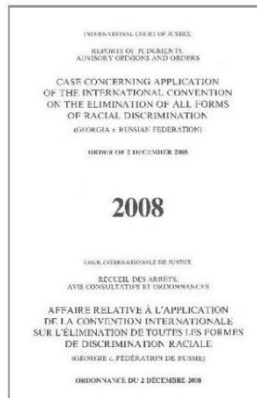 INTERNATIONAL COURT OF JUSTICE
REPORTS OF JUDGMENTS,
ADVISORY OPINIONS AND ORDERS
CASE CONCERNING APPLICATION
OF THE INTERNATIONAL CONVENTION
ON THE ELIMINATION OF ALL FORMS
OF RACIAL DISCRIMINATION
(GEORGIA v. RUSSIAN FEDERATION)
ORDER OF 2 DECEMBER 2008
2008
COUR INTERNATIONALE DE JUSTICE
RECUEIL DES ARRÊTS,
AVIS CONSULTATIFS ET ORDONNANCES
AFFAIRE RELATIVE À L'APPLICATION
DE LA CONVENTION INTERNATIONALE
SUR L'ÉLIMINATION DE TOUTES LES FORMES
DE DISCRIMINATION RACIALE
(GÉORGIE c. FÉDÉRATION DE RUSSIE)
ORDONNANCE DU 2 DÉCEMBRE 2008